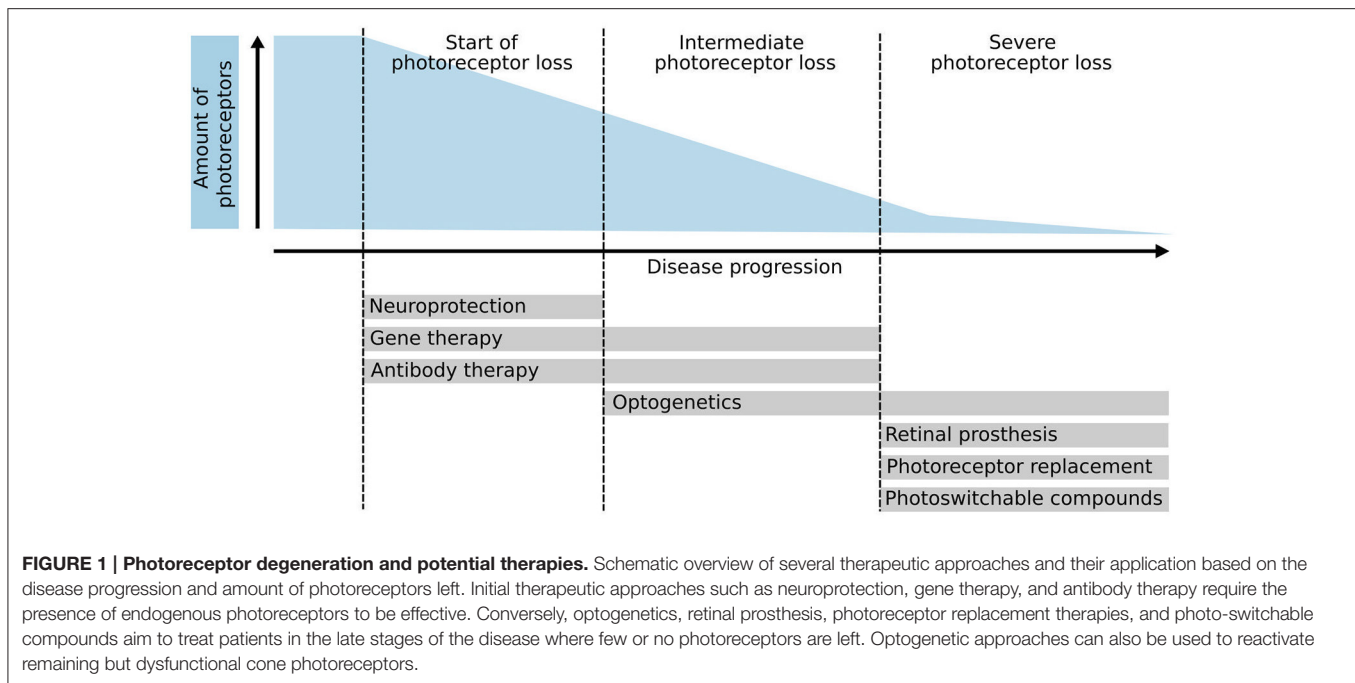 Amount of
photoreceptors
Start of
photoreceptor loss
Intermediate
photoreceptor loss
Severe
photoreceptor loss
Disease progression
Neuroprotection
Gene therapy
Antibody therapy
Optogenetics
Retinal prosthesis
Photoreceptor replacement
Photoswitchable compounds
FIGURE 1 | Photoreceptor degeneration and potential therapies. Schematic overview of several therapeutic approaches and their application based on the
disease progression and amount of photoreceptors left. Initial therapeutic approaches such as neuroprotection, gene therapy, and antibody therapy require the
presence of endogenous photoreceptors to be effective. Conversely, optogenetics, retinal prosthesis, photoreceptor replacement therapies, and photo-switchable
compounds aim to treat patients in the late stages of the disease where few or no photoreceptors are left. Optogenetic approaches can also be used to reactivate
remaining but dysfunctional cone photoreceptors.